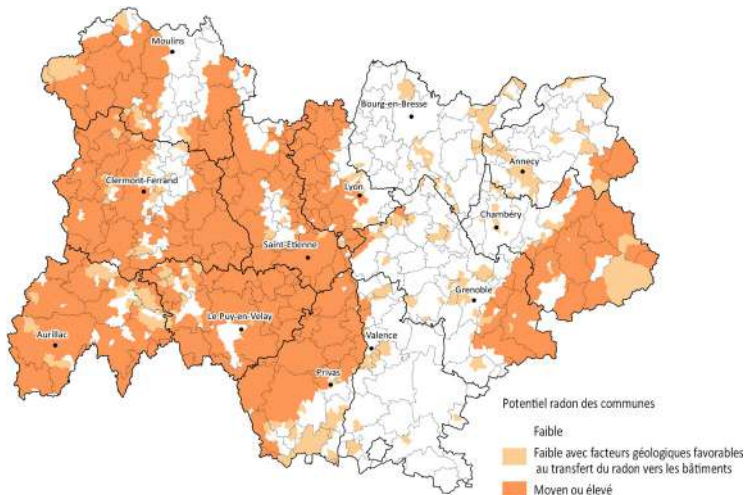 Moulins
Bourg-en-Bresse
Clermont-Ferrand
Annecy
Lyon
Chambéry
Saint-Etienne
Grenoble
Le Puy-en-Velay
Aurillac
Valence
Privas
Potentiel radon des communes
Faible
Faible avec facteurs géologiques favorables
au transfert du radon vers les bâtiments
Moyen ou élevé